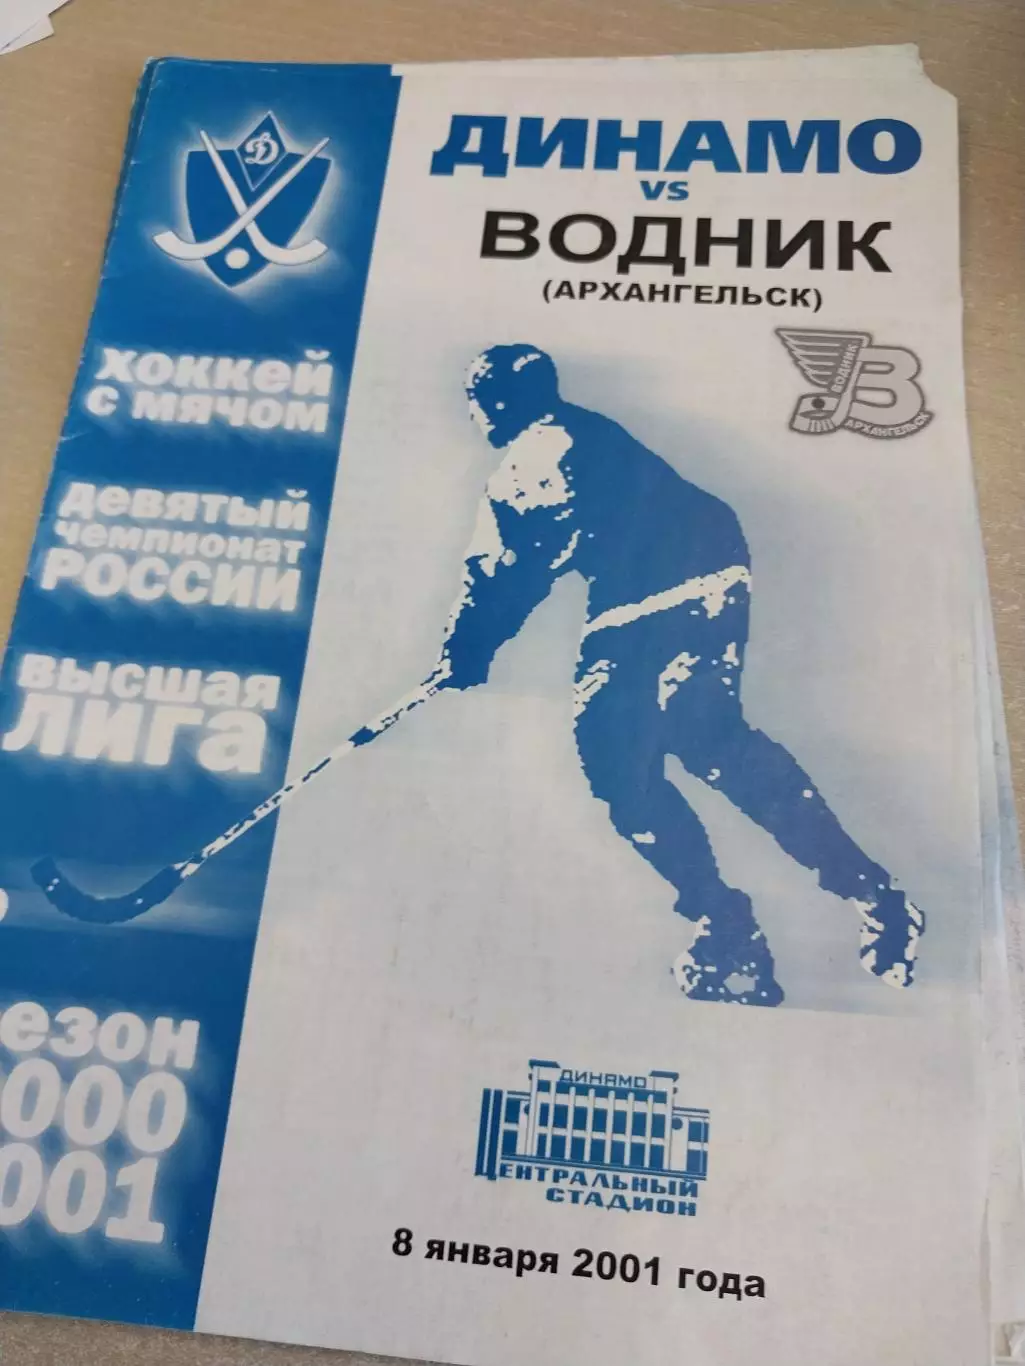 ДИНАМО
vs
ВОДНИК
(АРХАНГЕЛЬСК)
Д
ВОДНИК
В
АРХАНГЕЛЬСК
хоккей
с мячом
девятый
чемпионат
РОССИИ
высшая
лига
езон
000
001
ДИНАМО
ЦЕНТРАЛЬНЫЙ
СТАДИОН
8 января 2001 года